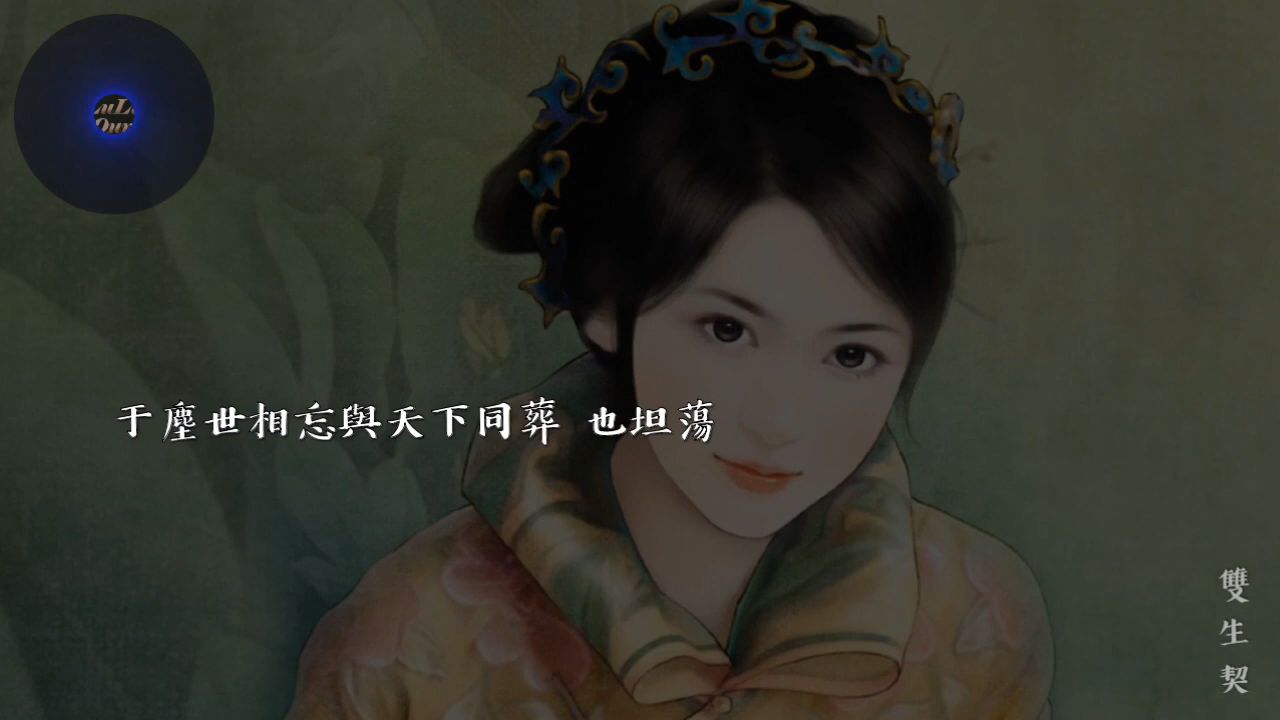 于塵世相忘與天下同葬 也坦蕩
雙生契